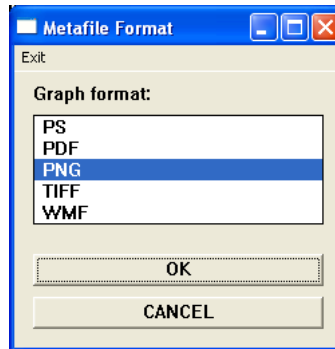 Metafile Format
Exit
Graph format:
PS
PDF
PNG
TIFF
WMF
OK
CANCEL